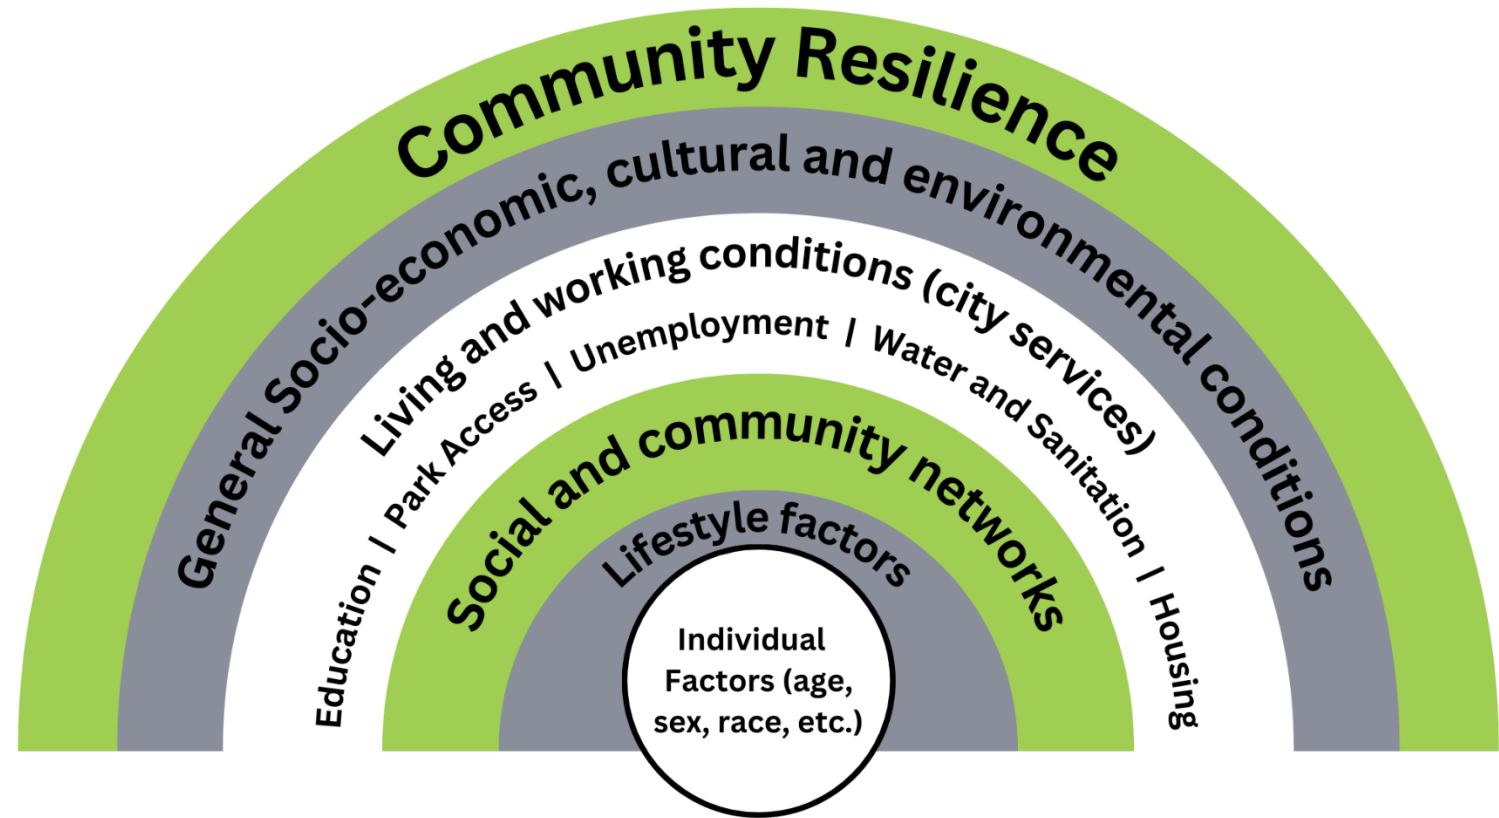 Community Resilience
General Socio-economic, cultural and environmental conditions
Living and working conditions (city services)
Education | Park Access | Unemployment | Water and Sanitation | Housing
Social and community networks
Lifestyle factors
Individual
Factors (age,
sex, race, etc.)